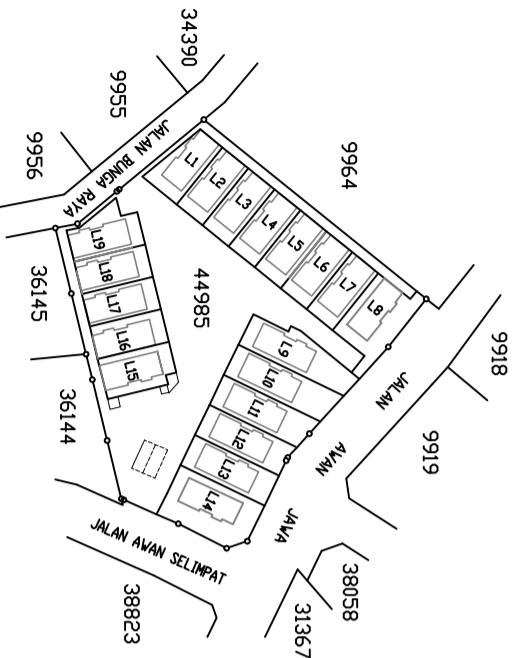 34390
9955
9956
JALAN BUNGA RAYA
9964
L1
L2
L3
L4
L5
L6
L7
L8
L19
L18
L17
L16
L15
44985
36145
36144
L9
L10
L11
L12
L13
L14
JALAN
AWAN
JAWA
9918
9919
JALAN AWAN SELIMPAT
38823
38058
31367